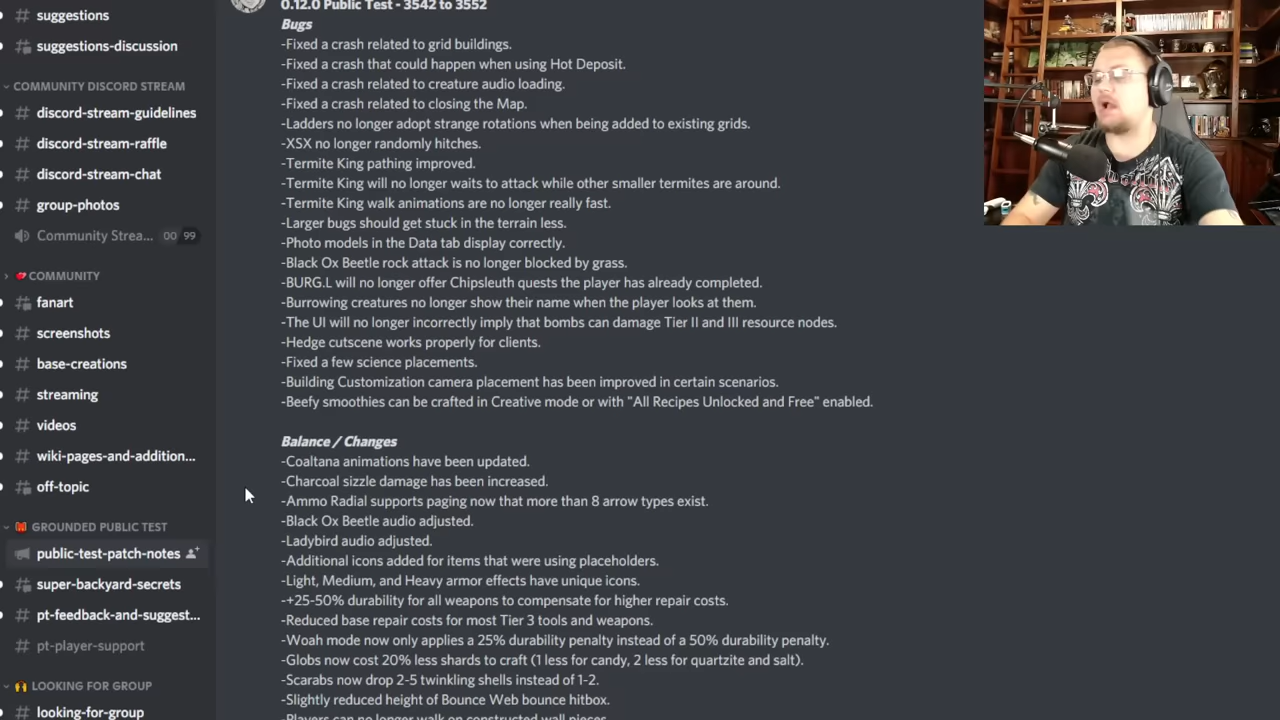 suggestions
suggestions-discussion
COMMUNITY DISCORD STREAM
discord-stream-guidelines
discord-stream-raffle
discord-stream-chat
group-photos
Community Strea... 00 99
COMMUNITY
fanart
screenshots
base-creations
streaming
videos
wiki-pages-and-addition...
off-topic
GROUNDED PUBLIC TEST
public-test-patch-notes
super-backyard-secrets
pt-feedback-and-suggest...
pt-player-support
LOOKING FOR GROUP
looking-for-group
0.12.0 Public Test - 3542 to 3552
Bugs
-Fixed a crash related to grid buildings.
-Fixed a crash that could happen when using Hot Deposit.
-Fixed a crash related to creature audio loading.
-Fixed a crash related to closing the Map.
-Ladders no longer adopt strange rotations when being added to existing grids.
-XSX no longer randomly hitches.
-Termite King pathing improved.
-Termite King will no longer waits to attack while other smaller termites are around.
-Termite King walk animations are no longer really fast.
-Larger bugs should get stuck in the terrain less.
-Photo models in the Data tab display correctly.
-Black Ox Beetle rock attack is no longer blocked by grass.
-BURG.L will no longer offer Chipsleuth quests the player has already completed.
-Burrowing creatures no longer show their name when the player looks at them.
-The UI will no longer incorrectly imply that bombs can damage Tier II and III resource nodes.
-Hedge cutscene works properly for clients.
-Fixed a few science placements.
-Building Customization camera placement has been improved in certain scenarios.
-Beefy smoothies can be crafted in Creative mode or with "All Recipes Unlocked and Free" enabled.
Balance / Changes
-Coaltana animations have been updated.
-Charcoal sizzle damage has been increased.
-Ammo Radial supports paging now that more than 8 arrow types exist.
-Black Ox Beetle audio adjusted.
-Ladybird audio adjusted.
-Additional icons added for items that were using placeholders.
-Light, Medium, and Heavy armor effects have unique icons.
-+25-50% durability for all weapons to compensate for higher repair costs.
-Reduced base repair costs for most Tier 3 tools and weapons.
-Woah mode now only applies a 25% durability penalty instead of a 50% durability penalty.
-Globs now cost 20% less shards to craft (1 less for candy, 2 less for quartzite and salt).
-Scarabs now drop 2-5 twinkling shells instead of 1-2.
-Slightly reduced height of Bounce Web bounce hitbox.
-Players can no longer walk on constructed wall pieces.